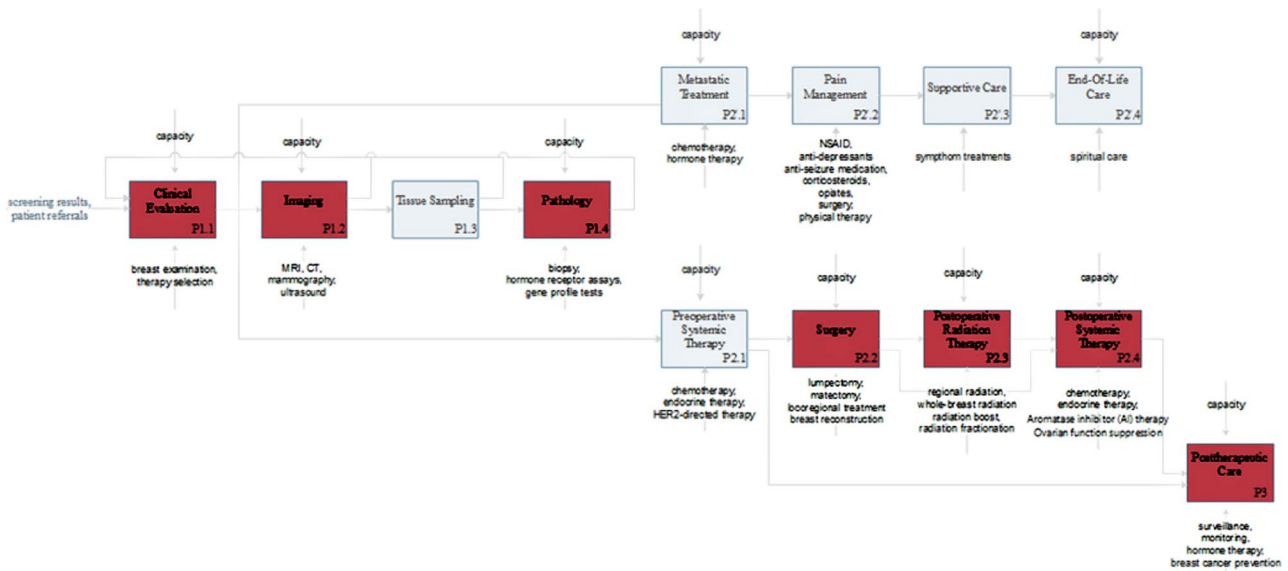 capacity
capacity
Metastatic
Treatment
P2'.1
Pain
Management
P2'.2
Supportive Care
P2'.3
End-Of-Life
Care
P2'.4
chemotherapy,
hormone therapy
NSAID,
anti-depressants
anti-seizure medication,
corticosteroids,
opiates,
surgery,
physical therapy
sympthom treatments
spiritual care
capacity
capacity
capacity
screening results,
patient referrals
Clinical
Evaluation
P1.1
Imaging
P1.2
Tissue Sampling
P1.3
Pathology
P1.4
breast examination,
therapy selection
MRI, CT,
mammography,
ultrasound
biopsy,
hormone receptor assays,
gene profile tests
capacity
capacity
capacity
capacity
Preoperative
Systemic
Therapy
P2.1
Surgery
P2.2
Postoperative
Radiation
Therapy
P2.3
Postoperative
Systemic
Therapy
P2.4
chemotherapy,
endocrine therapy,
HER2-directed therapy
lumpectomy,
matectomy,
locoregional treatment
breast reconstruction
regional radiation,
whole-breast radiation
radiation boost,
radiation fractionation
chemotherapy,
endocrine therapy,
Aromatase inhibitor (AI) therapy
Ovarian function suppression
capacity
Posttherapeutic
Care
P3
surveillance,
monitoring,
hormone therapy,
breast cancer prevention